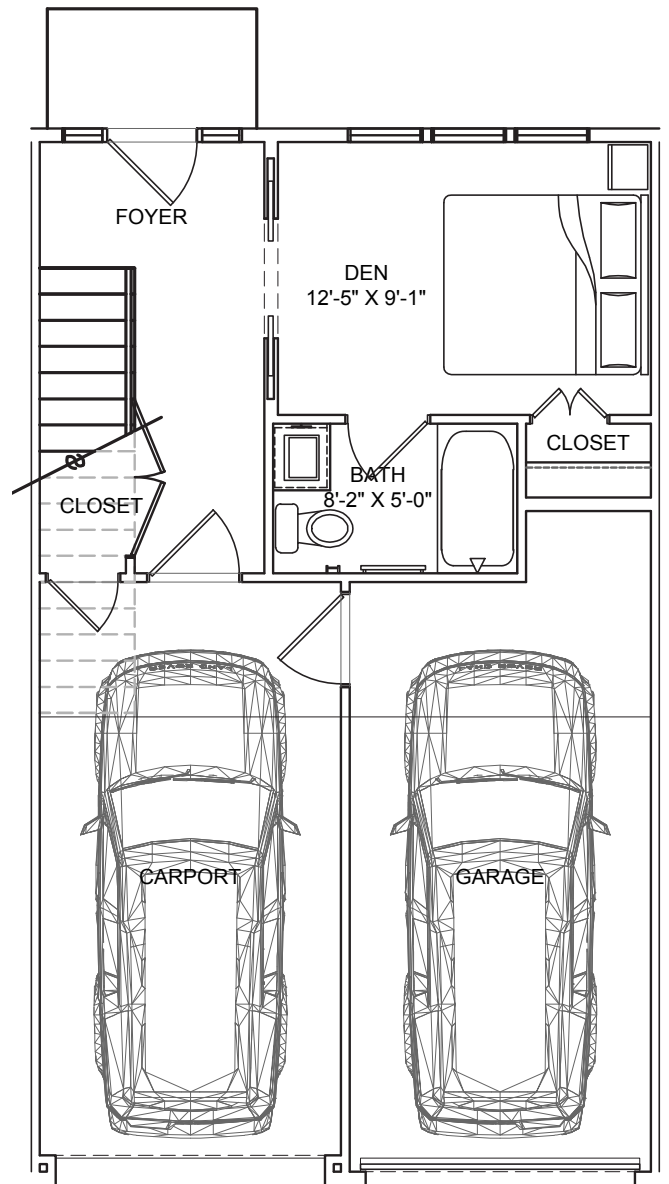 FOYER
DEN
12'-5" X 9'-1"
CLOSET
BATH
8'-2" X 5'-0"
CLOSET
CARPORT
GARAGE